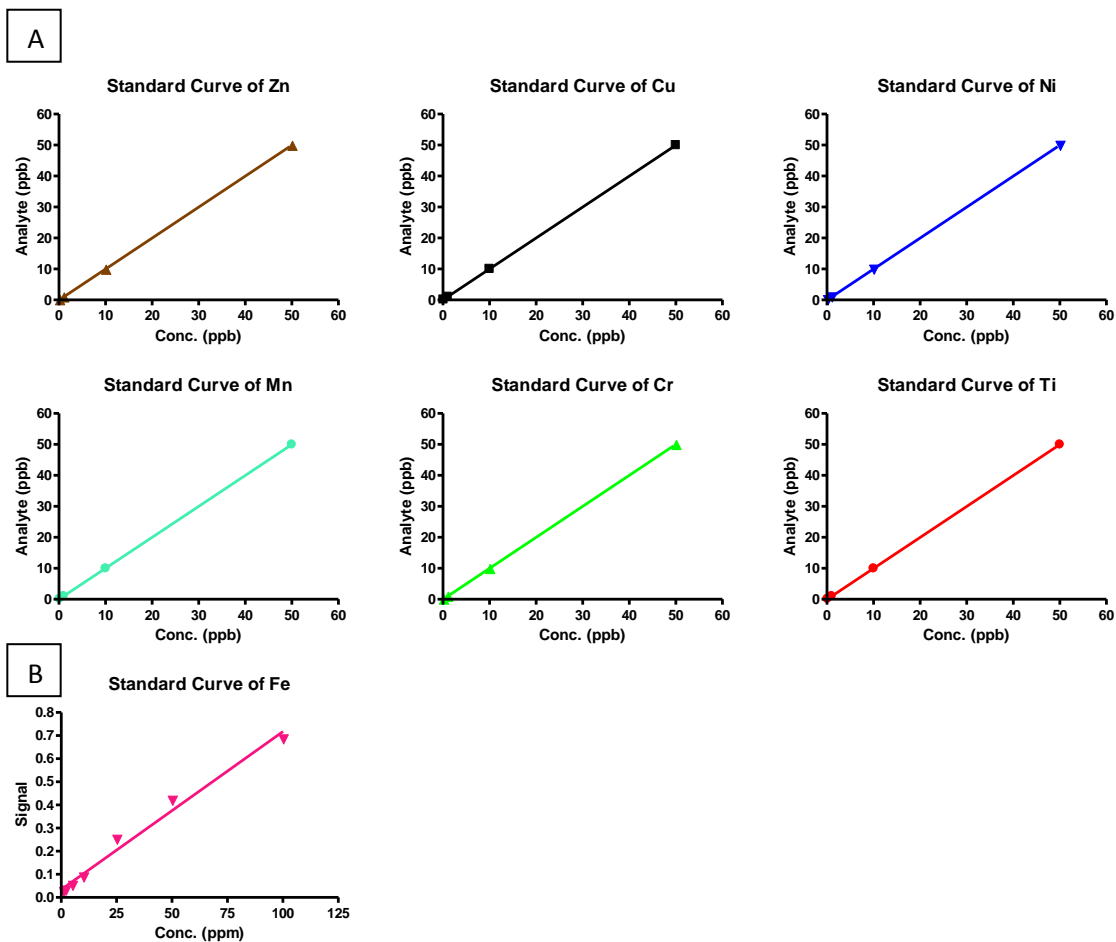 A
Standard Curve of Zn
Analyte (ppb)
60
50
40
30
20
10
0
0 10 20 30 40 50 60
Conc. (ppb)
Standard Curve of Cu
Analyte (ppb)
60
50
40
30
20
10
0
0 10 20 30 40 50 60
Conc. (ppb)
Standard Curve of Ni
Analyte (ppb)
60
50
40
30
20
10
0
0 10 20 30 40 50 60
Conc. (ppb)
Standard Curve of Mn
Analyte (ppb)
60
50
40
30
20
10
0
0 10 20 30 40 50 60
Conc. (ppb)
Standard Curve of Cr
Analyte (ppb)
60
50
40
30
20
10
0
0 10 20 30 40 50 60
Conc. (ppb)
Standard Curve of Ti
Analyte (ppb)
60
50
40
30
20
10
0
0 10 20 30 40 50 60
Conc. (ppb)
B
Standard Curve of Fe
Signal
0.8
0.7
0.6
0.5
0.4
0.3
0.2
0.1
0.0
0 25 50 75 100 125
Conc. (ppm)